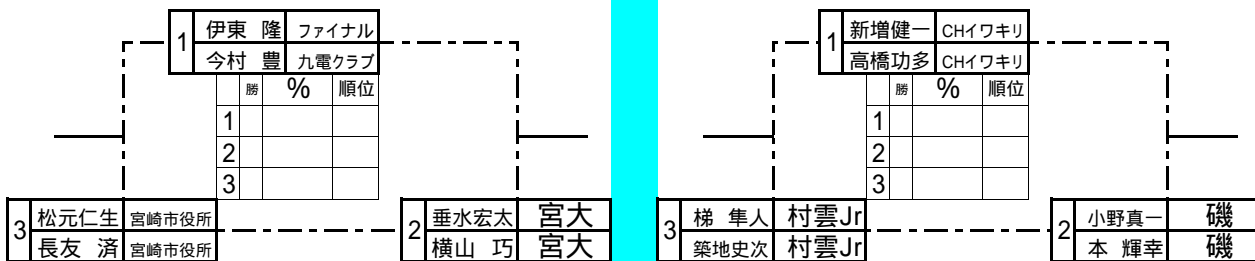 1 伊東 隆 ファイナル
今村 豊 九電クラブ
勝 % 順位
1
2
3
3 松元仁生 宮崎市役所
長友 済 宮崎市役所
2 垂水宏太 宮大
横山 巧 宮大
1 新増健一 CHイワキリ
高橋功多 CHイワキリ
勝 % 順位
1
2
3
3 梯 隼人 村雲Jr
築地史次 村雲Jr
2 小野真一 磯
本 輝幸 磯